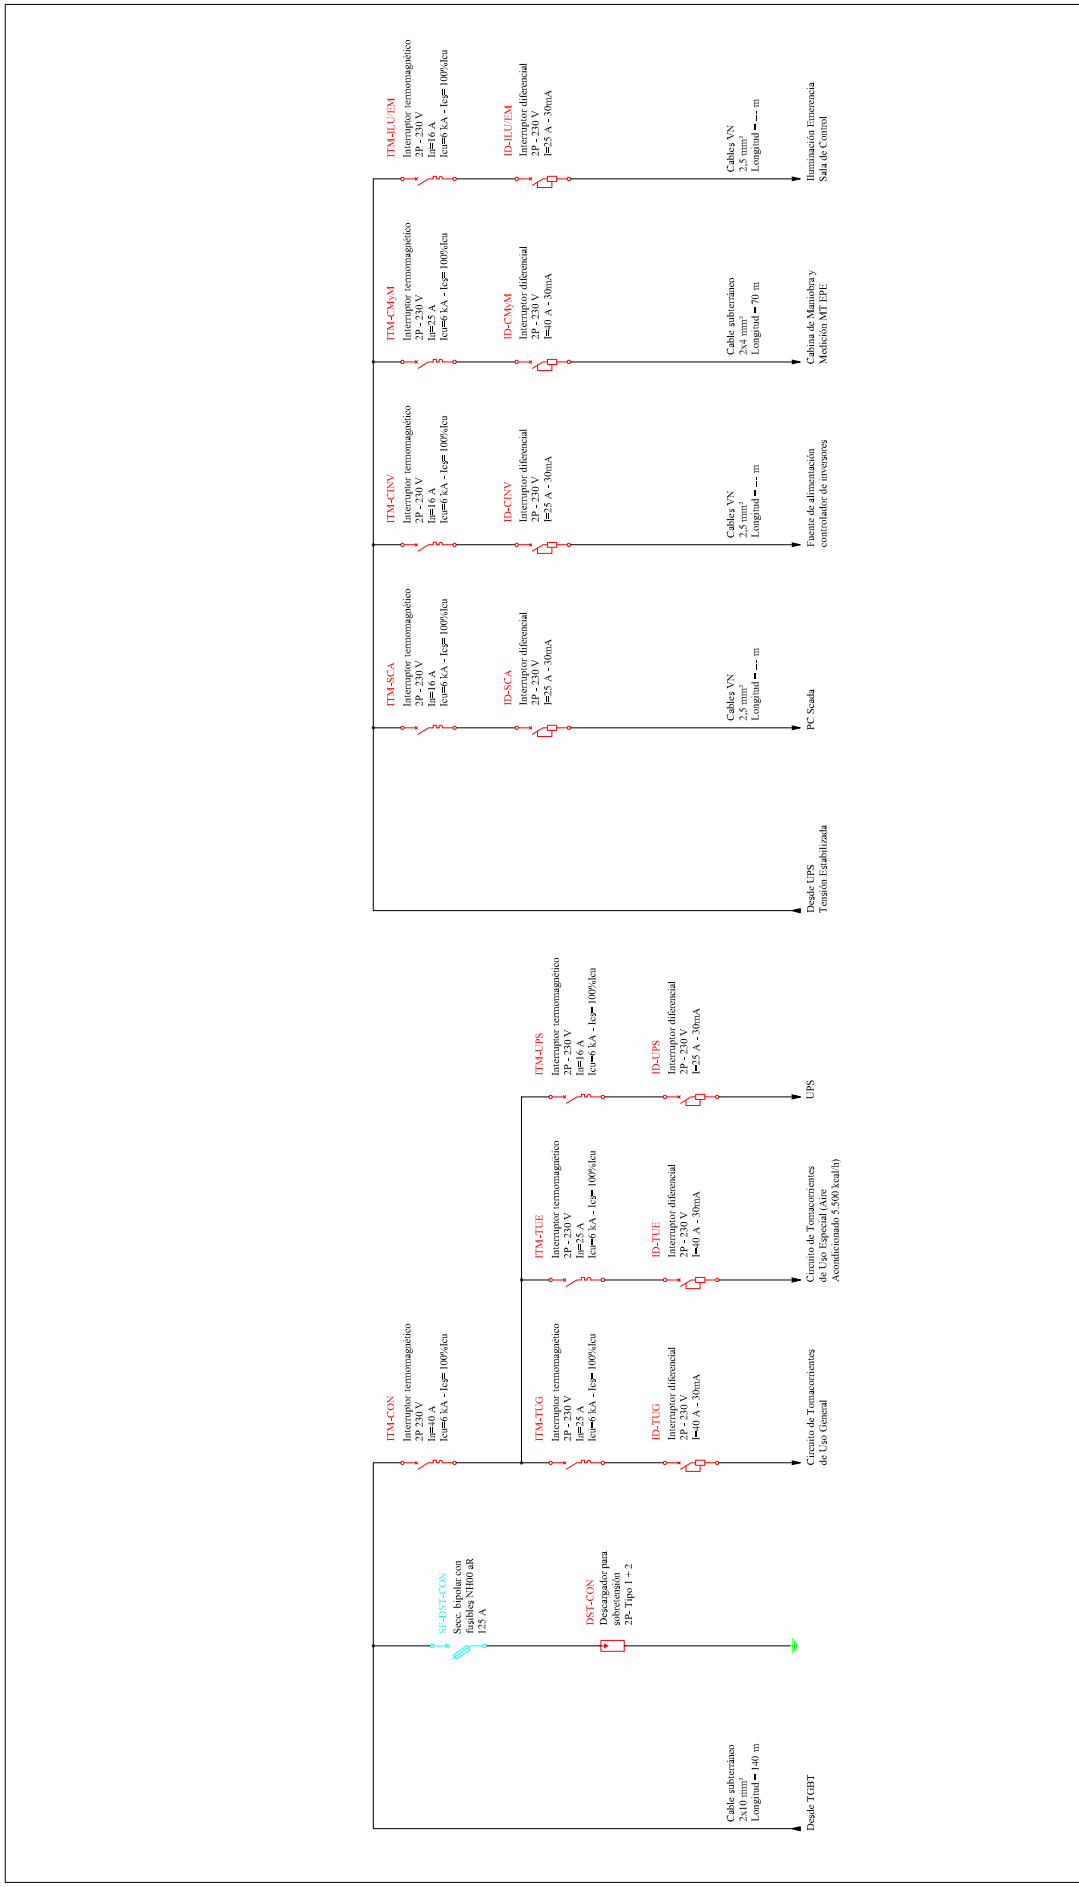 Desde TGBT
Cable subterráneo
2x10 mm²
Longitud = 140 m
SF-DST-CON
Secc. bipolar con
fusibles NH00 aR
125 A
DST-CON
Descargador para
sobretensión
2P- Tipo 1 + 2
ITM-CON
Interruptor termomagnético
2P 230 V
In=40 A
Icu=6 kA - Ics= 100%Icu
ITM-TUG
Interruptor termomagnético
2P - 230 V
In=25 A
Icu=6 kA - Ics= 100%Icu
ID-TUG
Interruptor diferencial
2P - 230 V
I=40 A - 30mA
Circuito de Tomacorrientes
de Uso General
ITM-TUE
Interruptor termomagnético
2P - 230 V
In=25 A
Icu=6 kA - Ics= 100%Icu
ID-TUE
Interruptor diferencial
2P - 230 V
I=40 A - 30mA
Circuito de Tomacorrientes
de Uso Especial (Aire
Acondicionado 5.500 kcal/h)
ITM-UPS
Interruptor termomagnético
2P - 230 V
In=16 A
Icu=6 kA - Ics= 100%Icu
ID-UPS
Interruptor diferencial
2P - 230 V
I=25 A - 30mA
UPS
Desde UPS
Tensión Estabilizada
ITM-SCA
Interruptor termomagnético
2P - 230 V
In=16 A
Icu=6 kA - Ics= 100%Icu
ID-SCA
Interruptor diferencial
2P - 230 V
I=25 A - 30mA
Cables VN
2,5 mm²
Longitud = --- m
PC Scada
ITM-CINV
Interruptor termomagnético
2P - 230 V
In=16 A
Icu=6 kA - Ics= 100%Icu
ID-CINV
Interruptor diferencial
2P - 230 V
I=25 A - 30mA
Cables VN
2,5 mm²
Longitud = --- m
Fuente de alimentación
controlador de inversores
ITM-CMyM
Interruptor termomagnético
2P - 230 V
In=25 A
Icu=6 kA - Ics= 100%Icu
ID-CMyM
Interruptor diferencial
2P - 230 V
I=40 A - 30mA
Cable subterráneo
2x4 mm²
Longitud = 70 m
Cabina de Maniobra y
Medición MT EPE
ITM-ILU/EM
Interruptor termomagnético
2P - 230 V
In=16 A
Icu=6 kA - Ics= 100%Icu
ID-ILU/EM
Interruptor diferencial
2P - 230 V
I=25 A - 30mA
Cables VN
2,5 mm²
Longitud = --- m
Iluminación Emerencia
Sala de Control